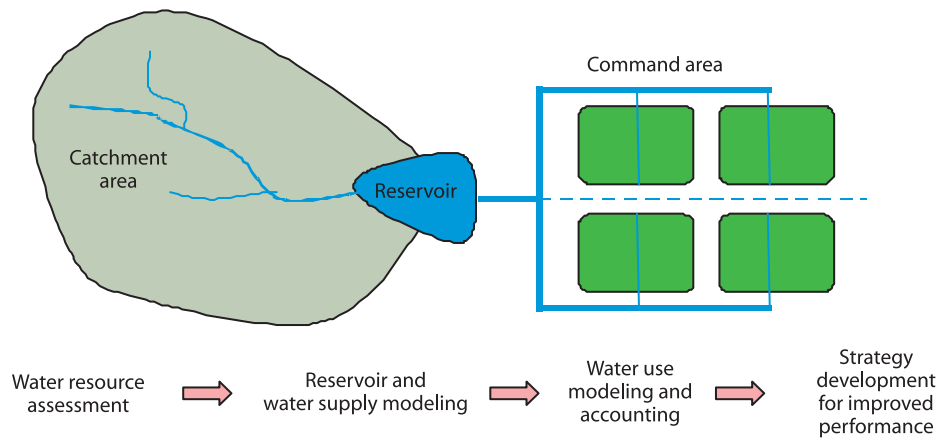 Command area
Catchment
area
Reservoir
Water resource
assessment
Reservoir and
water supply modeling
Water use
modeling and
accounting
Strategy
development
for improved
performance